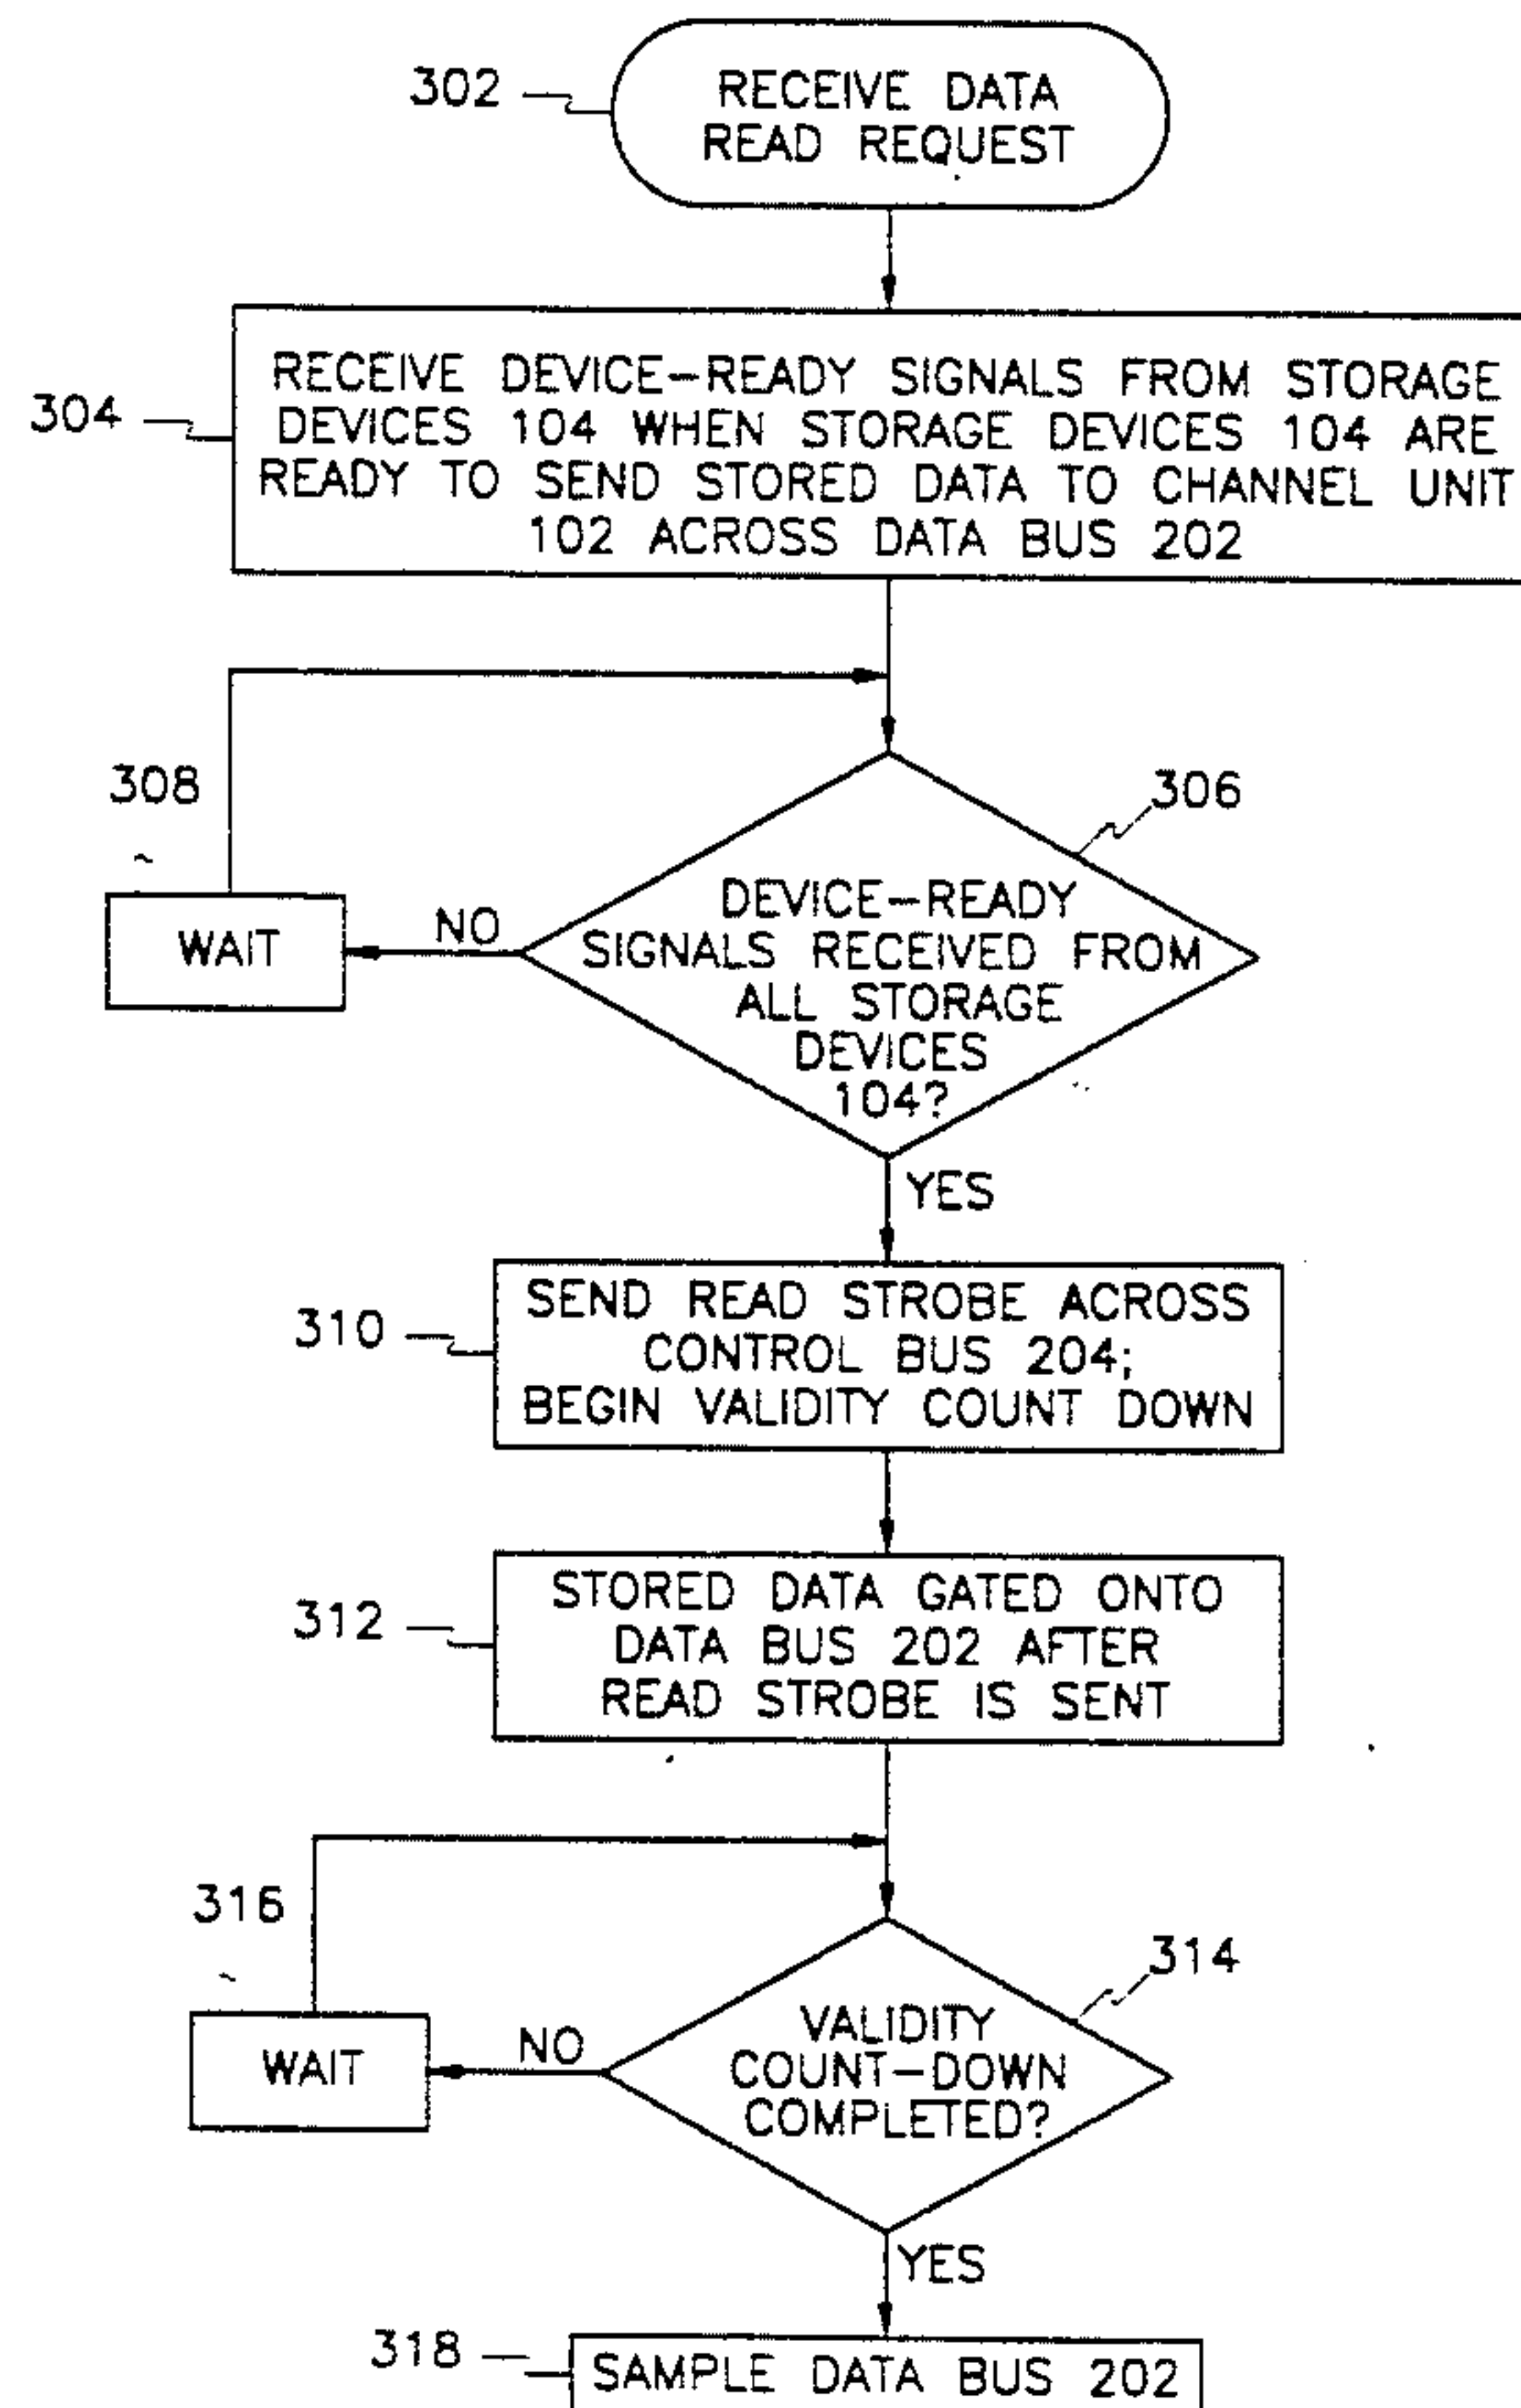 302
RECEIVE DATA
READ REQUEST
304
RECEIVE DEVICE-READY SIGNALS FROM STORAGE
DEVICES 104 WHEN STORAGE DEVICES 104 ARE
READY TO SEND STORED DATA TO CHANNEL UNIT
102 ACROSS DATA BUS 202
308
306
WAIT
NO
DEVICE-READY
SIGNALS RECEIVED FROM
ALL STORAGE
DEVICES
104?
YES
310
SEND READ STROBE ACROSS
CONTROL BUS 204;
BEGIN VALIDITY COUNT DOWN
312
STORED DATA GATED ONTO
DATA BUS 202 AFTER
READ STROBE IS SENT
316
314
WAIT
NO
VALIDITY
COUNT-DOWN
COMPLETED?
YES
318
SAMPLE DATA BUS 202